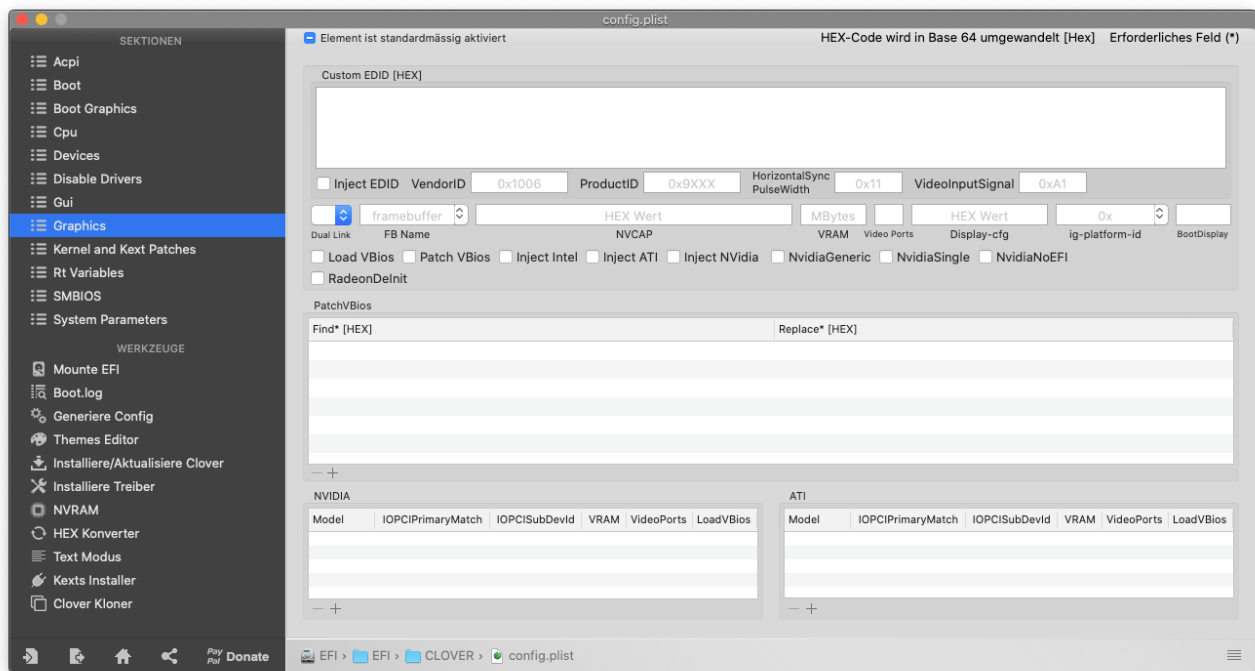 config.plist
SEKTIONEN
Acpi
Boot
Boot Graphics
Cpu
Devices
Disable Drivers
Gui
Graphics
Kernel and Kext Patches
Rt Variables
SMBIOS
System Parameters
WERKZEUGE
Mounte EFI
Boot.log
Generiere Config
Themes Editor
Installiere/Aktualisiere Clover
Installiere Treiber
NVRAM
HEX Konverter
Text Modus
Kexts Installer
Clover Kloner
Pay
Pal Donate
Element ist standardmässig aktiviert HEX-Code wird in Base 64 umgewandelt [Hex] Erforderliches Feld (*)
Custom EDID [HEX]
Inject EDID VendorID 0x1006 ProductID 0x9XXX HorizontalSync PulseWidth 0x11 VideoInputSignal 0xA1
framebuffer HEX Wert MBytes HEX Wert 0x
Dual Link FB Name NVCAP VRAM Video Ports Display-cfg ig-platform-id BootDisplay
Load VBios Patch VBios Inject Intel Inject ATI Inject NVidia NvidiaGeneric NvidiaSingle NvidiaNoEFI
RadeonDeInit
PatchVBios
Find* [HEX] Replace* [HEX]
NVIDIA
Model IOPCIPrimaryMatch IOPCISubDevId VRAM VideoPorts LoadVBios
ATI
Model IOPCIPrimaryMatch IOPCISubDevId VRAM VideoPorts LoadVBios
EFI › EFI › CLOVER › config.plist